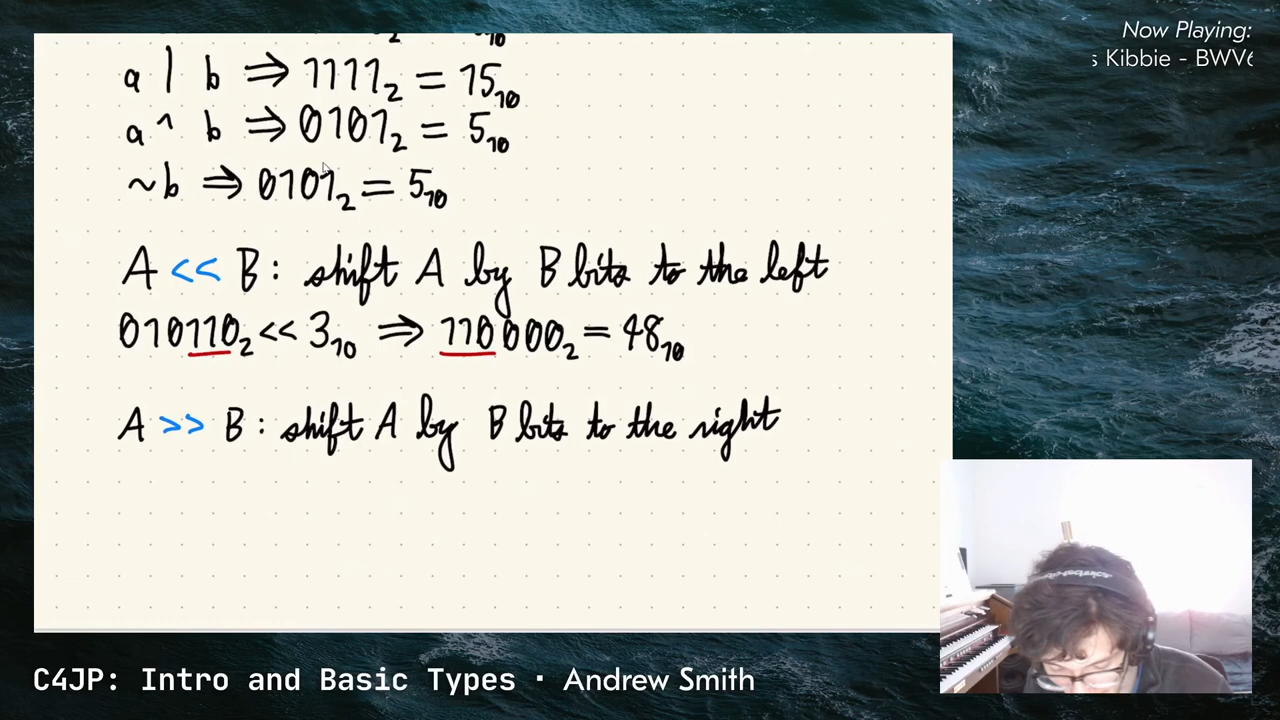 Now Playing:
s Kibbie - BWV6
a | b ⇒ 1111₂ = 15₁₀
a ^ b ⇒ 0101₂ = 5₁₀
~b ⇒ 0101₂ = 5₁₀
A << B: shift A by B bits to the left
010110₂ << 3₁₀ ⇒ 110000₂ = 48₁₀
A >> B: shift A by B bits to the right
C4JP: Intro and Basic Types · Andrew Smith